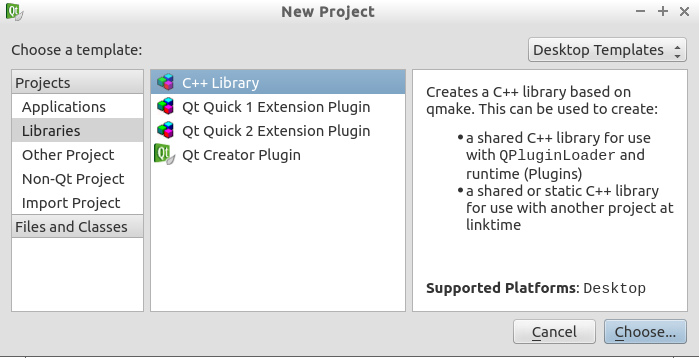 New Project
Choose a template:
Desktop Templates
Projects
Applications
Libraries
Other Project
Non-Qt Project
Import Project
Files and Classes
C++ Library
Qt Quick 1 Extension Plugin
Qt Quick 2 Extension Plugin
Qt Creator Plugin
Creates a C++ library based on
qmake. This can be used to create:
• a shared C++ library for use
with QPluginLoader and
runtime (Plugins)
• a shared or static C++ library
for use with another project at
linktime
Supported Platforms: Desktop
Cancel
Choose...